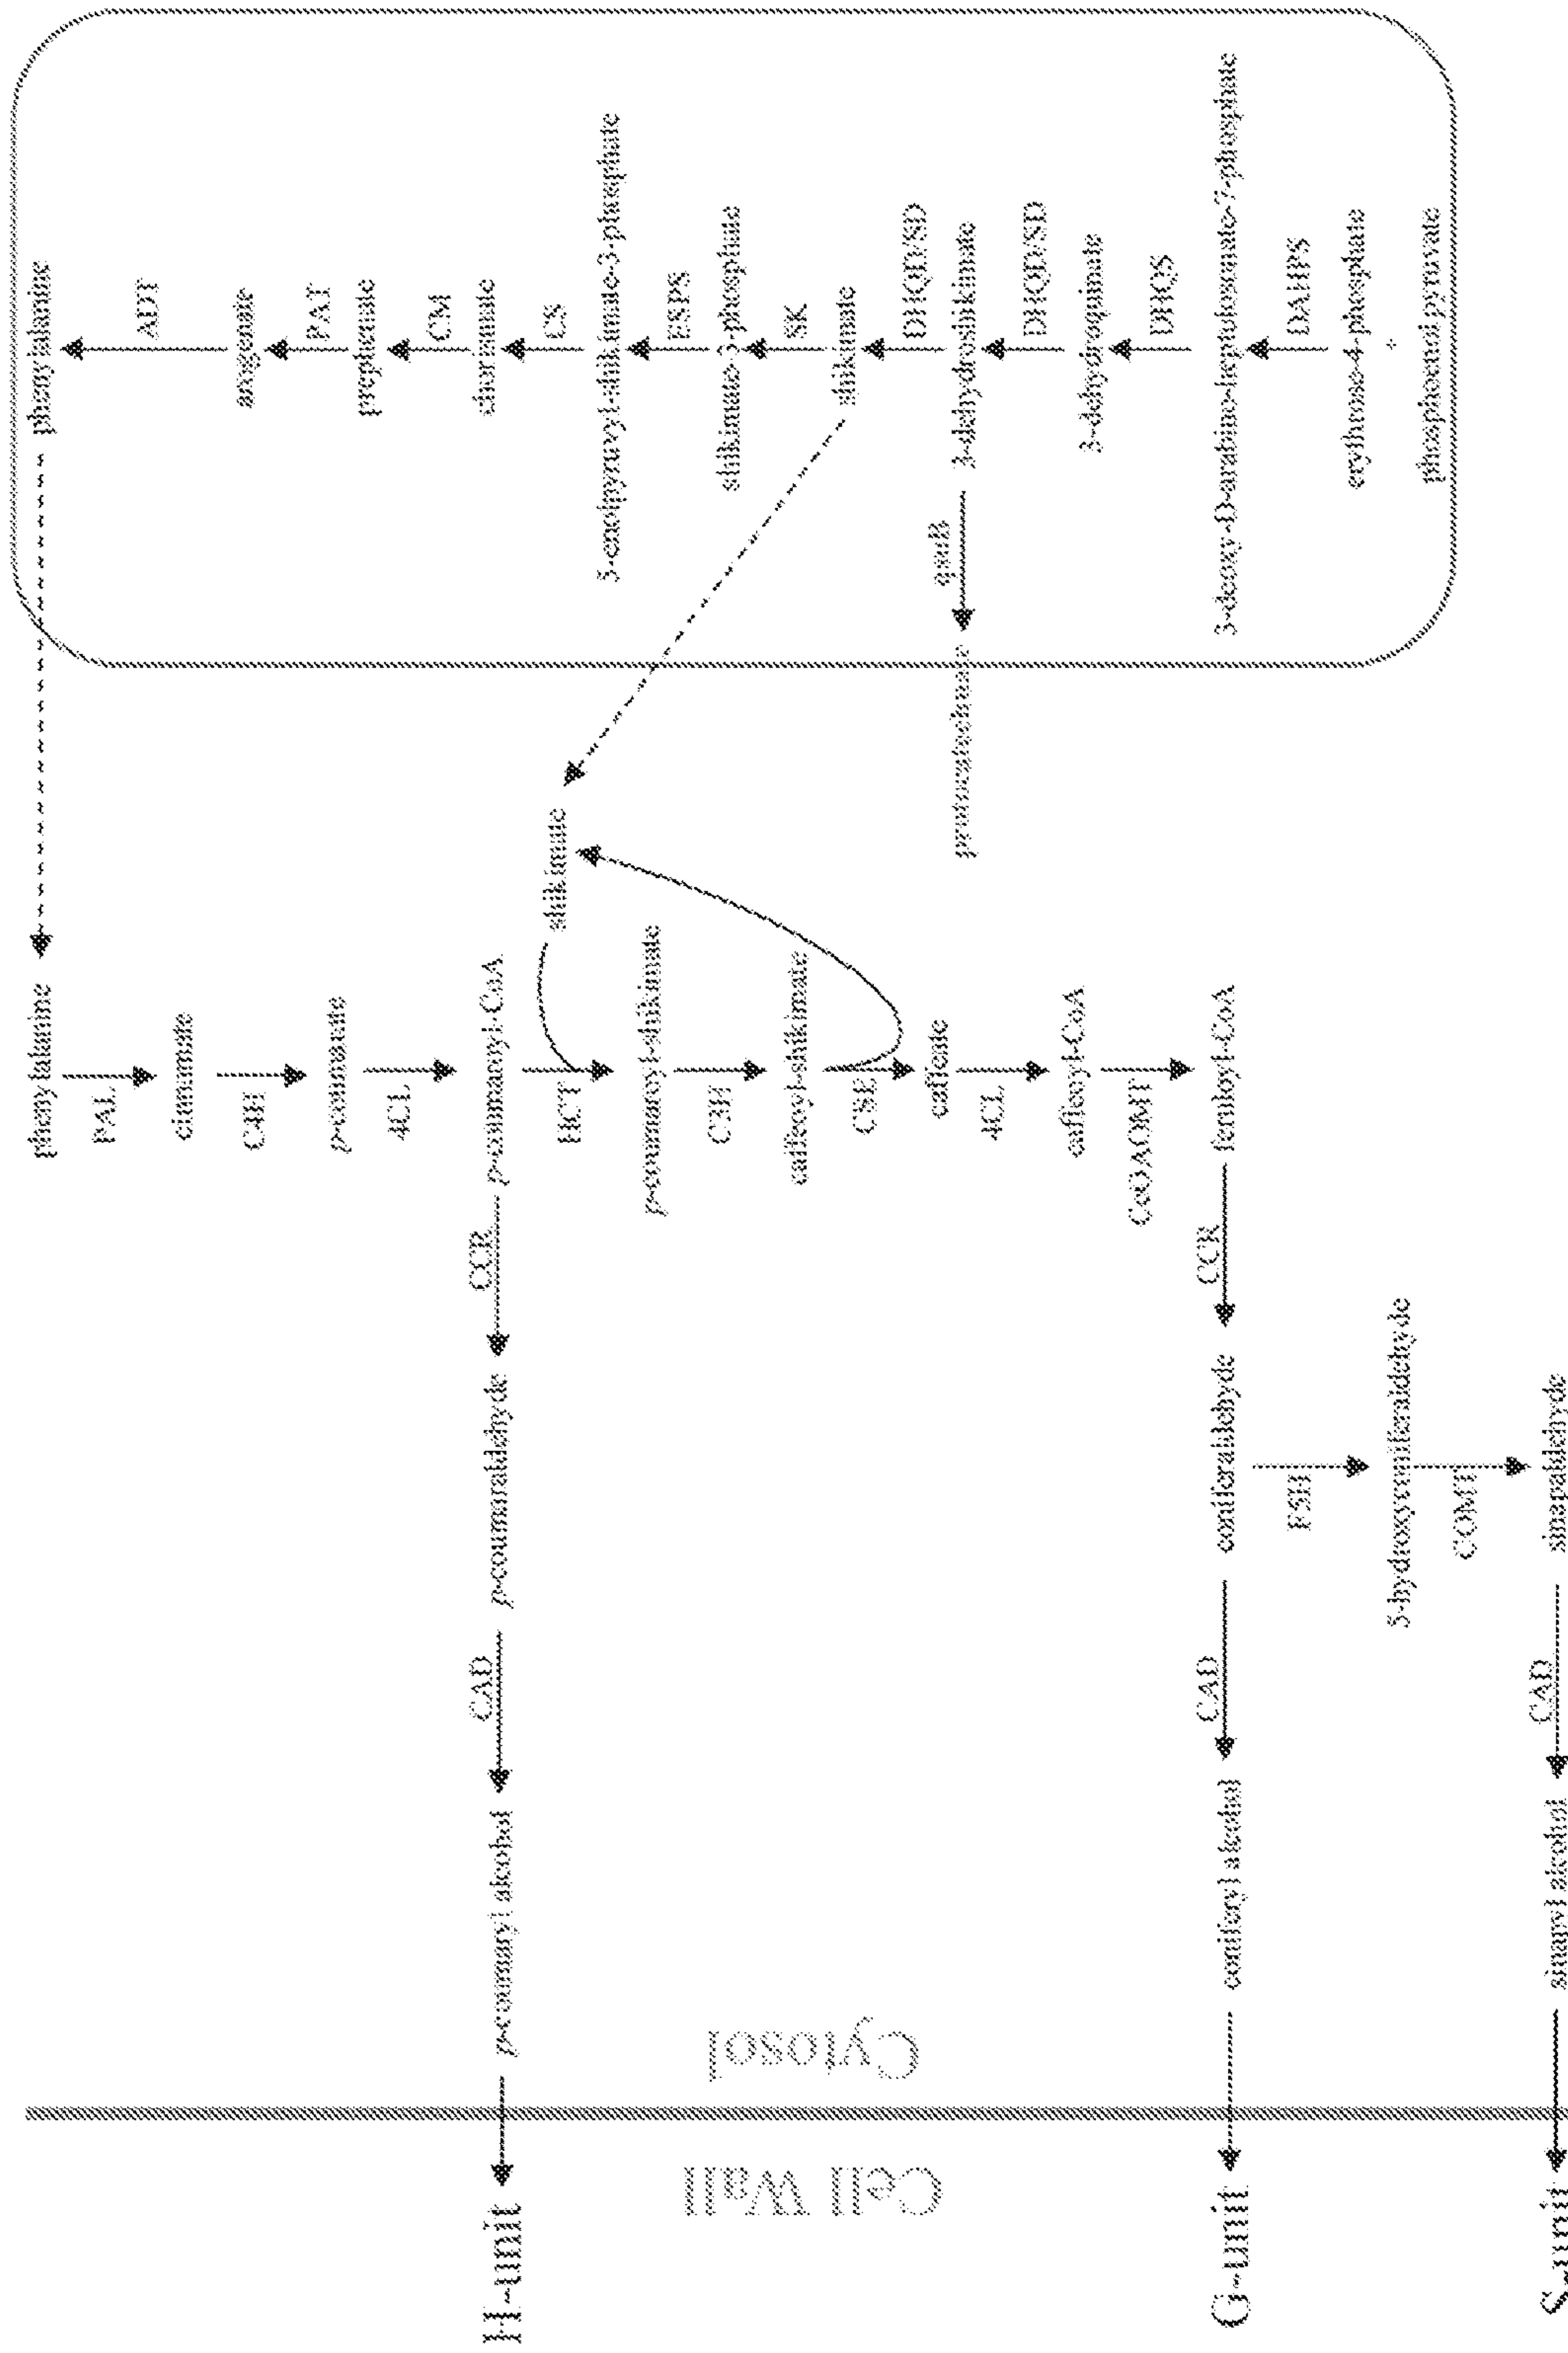 phenylalanine
ADT
arogenate
PAT
prephenate
CM
chorismate
CS
5-enolpyruvyl-shikimate-3-phosphate
ESPS
shikimate-3-phosphate
SK
shikimate
DHQD/SD
3-dehydroshikimate
DHQD/SD
3-dehydroquinate
DHQS
3-deoxy-D-arabino-heptulosonate-7-phosphate
DAHPS
erythrose-4-phosphate
+
phosphoenol pyruvate
qsuB
protocatechuate
shikimate
phenylalanine
PAL
cinnamate
C4H
p-coumarate
4CL
p-coumaroyl-CoA
HCT
p-coumaroyl-shikimate
C3H
caffeoyl-shikimate
CSE
caffeate
4CL
caffeoyl-CoA
CCoAOMT
feruloyl-CoA
CCR
p-coumaraldehyde
CAD
p-coumaryl alcohol
H-unit
CCR
coniferaldehyde
CAD
coniferyl alcohol
G-unit
F5H
5-hydroxyconiferaldehyde
COMT
sinapaldehyde
CAD
sinapyl alcohol
S-unit
Cytosol
Cell Wall